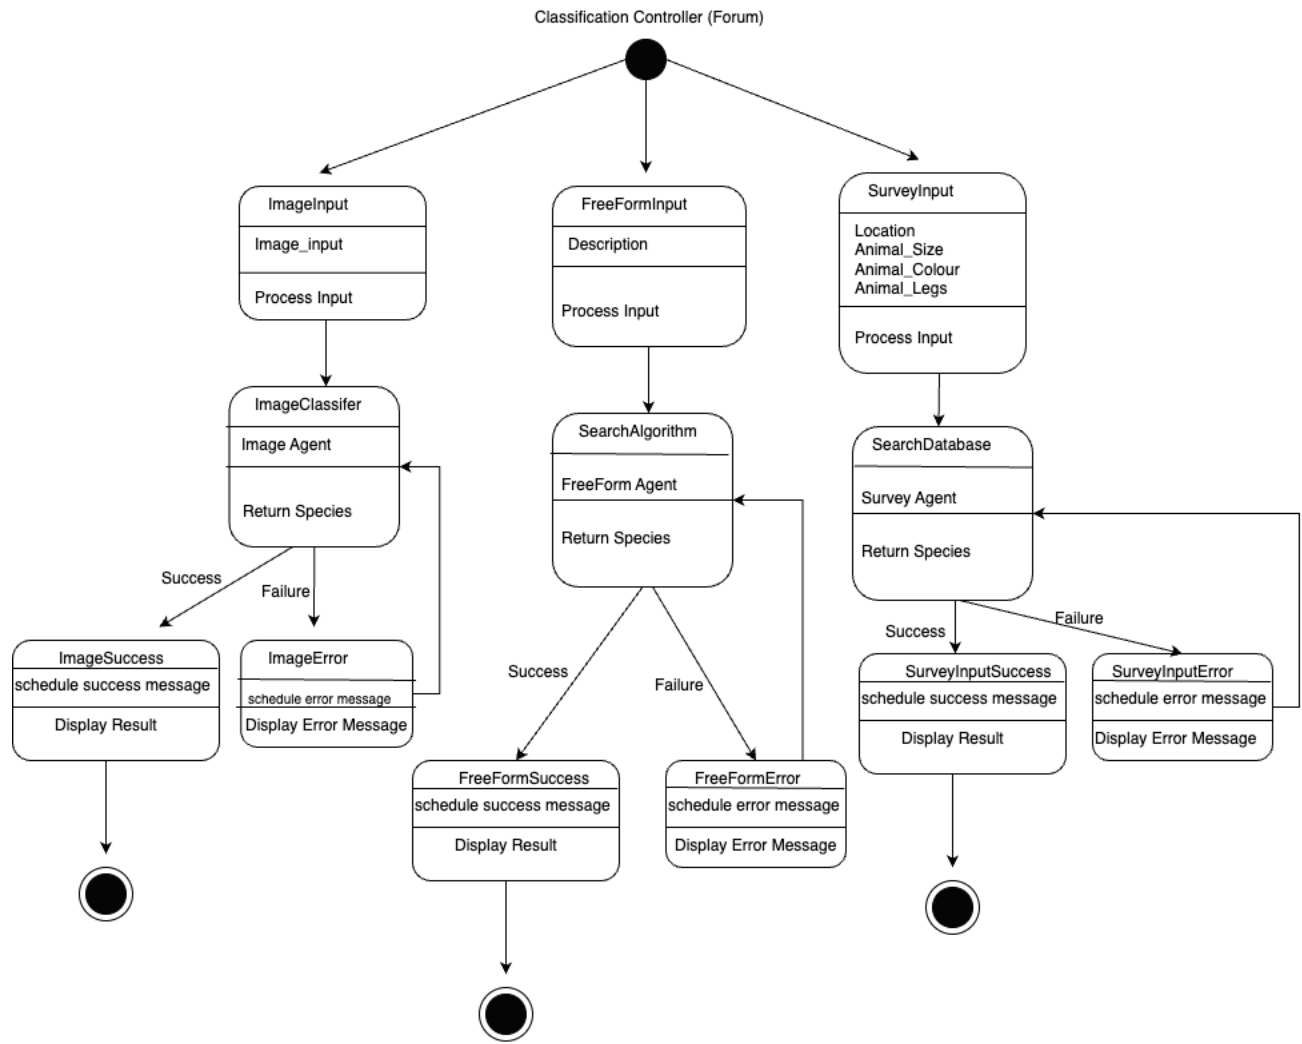 Classification Controller (Forum)
ImageInput
Image_input
Process Input
FreeFormInput
Description
Process Input
SurveyInput
Location
Animal_Size
Animal_Colour
Animal_Legs
Process Input
ImageClassifer
Image Agent
Return Species
SearchAlgorithm
FreeForm Agent
Return Species
SearchDatabase
Survey Agent
Return Species
Success
Failure
Success
Failure
Success
Failure
ImageSuccess
schedule success message
Display Result
ImageError
schedule error message
Display Error Message
FreeFormSuccess
schedule success message
Display Result
FreeFormError
schedule error message
Display Error Message
SurveyInputSuccess
schedule success message
Display Result
SurveyInputError
schedule error message
Display Error Message